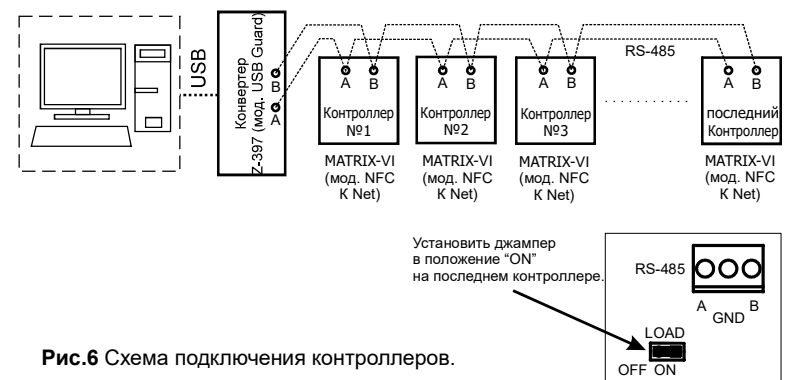 USB
Конвертер
Z-397 (мод. USB Guard)
B
A
A B
Контроллер
№1
MATRIX-VI
(мод. NFC
K Net)
A B
Контроллер
№2
MATRIX-VI
(мод. NFC
K Net)
A B
Контроллер
№3
MATRIX-VI
(мод. NFC
K Net)
RS-485
A B
последний
Контроллер
MATRIX-VI
(мод. NFC
K Net)
Установить джампер
в положение “ON”
на последнем контроллере.
RS-485
A B
GND
LOAD
OFF ON
Рис.6 Схема подключения контроллеров.